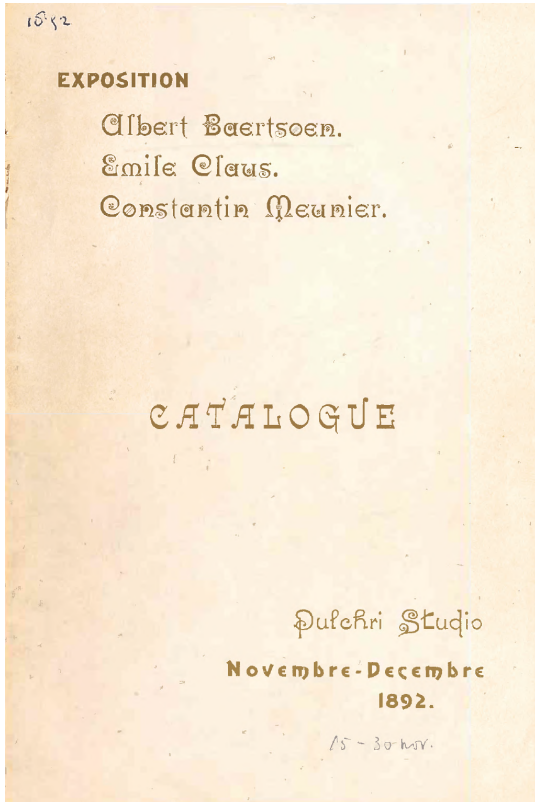 1892
EXPOSITION
Albert Baertsoen.
Emile Claus.
Constantin Meunier.
CATALOGUE
Pulchri Studio
Novembre-Decembre
1892.
15 - 30 nov.